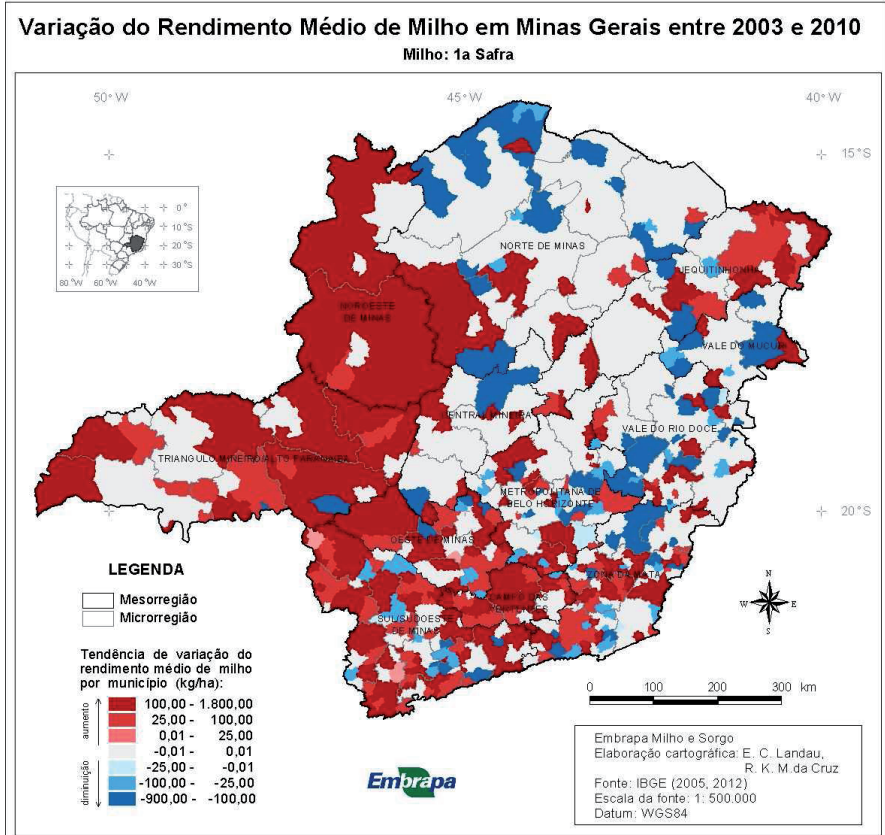 Variação do Rendimento Médio de Milho em Minas Gerais entre 2003 e 2010
Milho: 1a Safra
50° W
45° W
40° W
15° S
0°
10°S
20°S
30°S
80°W
60°W
40°W
NORTE DE MINAS
JEQUITINHONHA
NOROESTE
DE MINAS
VALE DO MUCURI
CENTRAL MINEIRA
VALE DO RIO DOCE
TRIANGULO MINEIRO/ALTO PARANAIBA
METROPOLITANA DE
BELO HORIZONTE
20° S
OESTE DE MINAS
ZONA DA MATA
CAMPO DAS
VERTENTES
SUL/SUDOESTE
DE MINAS
LEGENDA
Mesorregião
Microrregião
Tendência de variação do
rendimento médio de milho
por município (kg/ha):
aumento
100,00 - 1.800,00
25,00 - 100,00
0,01 - 25,00
-0,01 - 0,01
diminuição
-25,00 - -0,01
-100,00 - -25,00
-900,00 - -100,00
N
W
E
S
0 100 200 300 km
Embrapa
Embrapa Milho e Sorgo
Elaboração cartográfica: E. C. Landau,
R. K. M.da Cruz
Fonte: IBGE (2005, 2012)
Escala da fonte: 1: 500.000
Datum: WGS84